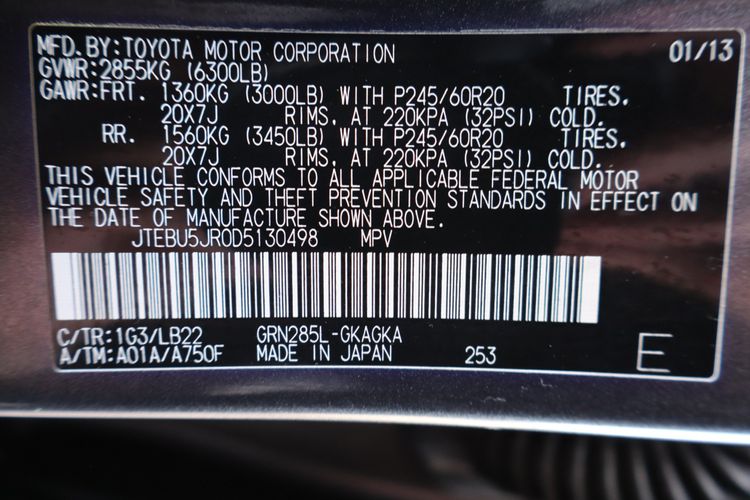 MFD. BY: TOYOTA MOTOR CORPORATION 01/13
GVWR: 2855KG (6300LB)
GAWR: FRT. 1360KG (3000LB) WITH P245/60R20 TIRES,
20X7J RIMS, AT 220KPA (32PSI) COLD.
RR. 1560KG (3450LB) WITH P245/60R20 TIRES,
20X7J RIMS, AT 220KPA (32PSI) COLD.
THIS VEHICLE CONFORMS TO ALL APPLICABLE FEDERAL MOTOR
VEHICLE SAFETY AND THEFT PREVENTION STANDARDS IN EFFECT ON
THE DATE OF MANUFACTURE SHOWN ABOVE.
JTEBU5JR0D5130498 MPV
C/TR: 1G3/LB22 GRN285L-GKAGKA
A/TM: A01A/A750F MADE IN JAPAN 253 E